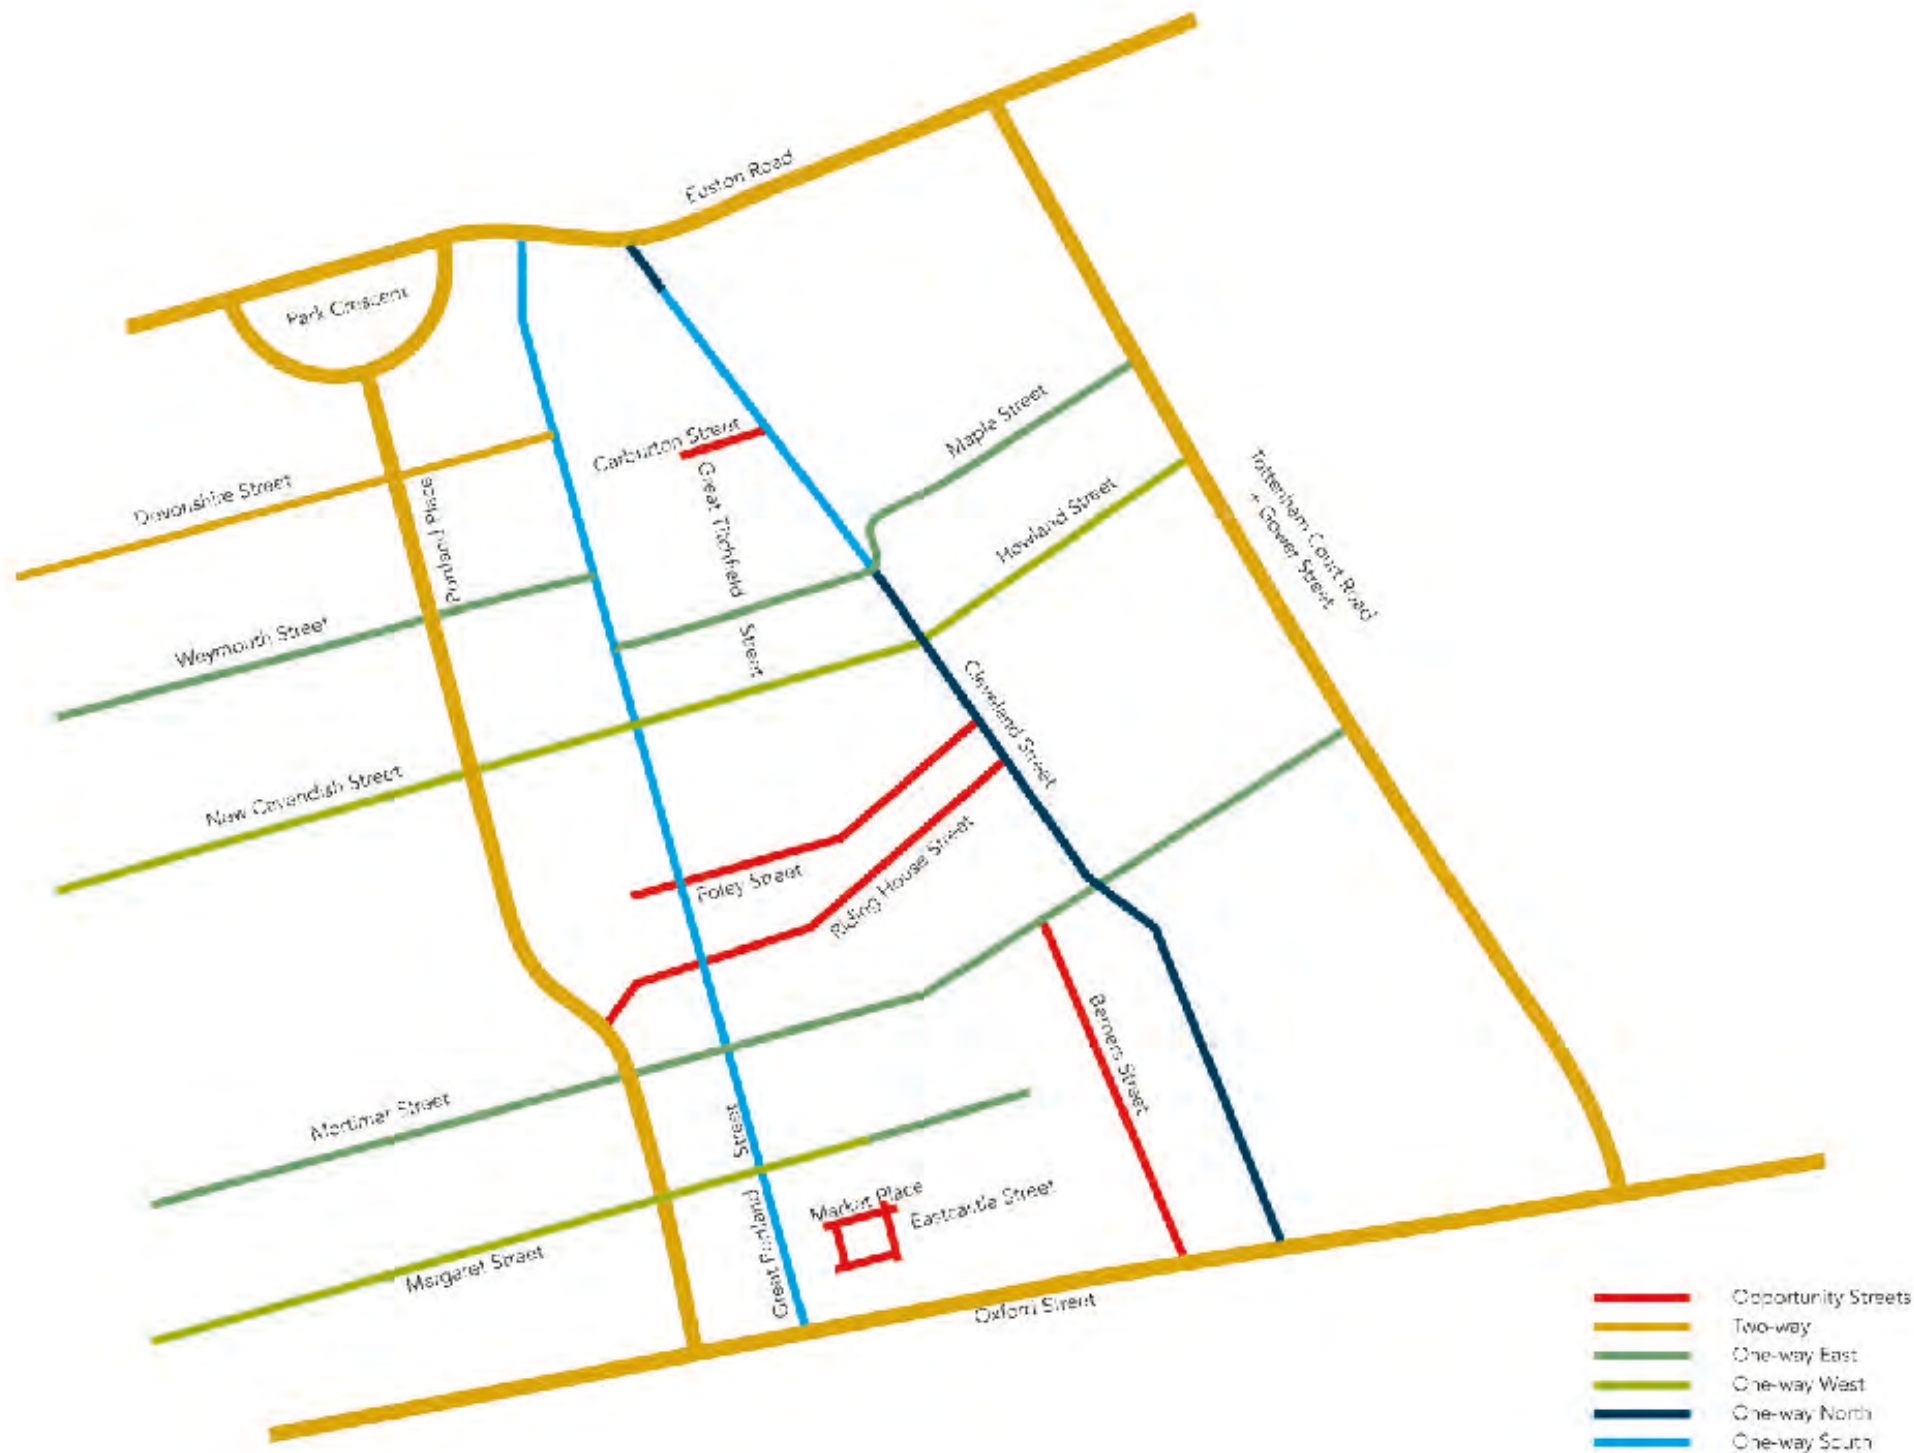 Euston Road
Park Crescent
Carburton Street
Maple Street
Devonshire Street
Portland Place
Great Titchfield
Street
Howland Street
Tottenham Court Road
+ Gower Street
Weymouth Street
Cleveland Street
New Cavendish Street
Foley Street
Riding House Street
Berners Street
Mortimer Street
Great Portland Street
Market Place
Eastcastle Street
Margaret Street
Oxford Street
Opportunity Streets
Two-way
One-way East
One-way West
One-way North
One-way South